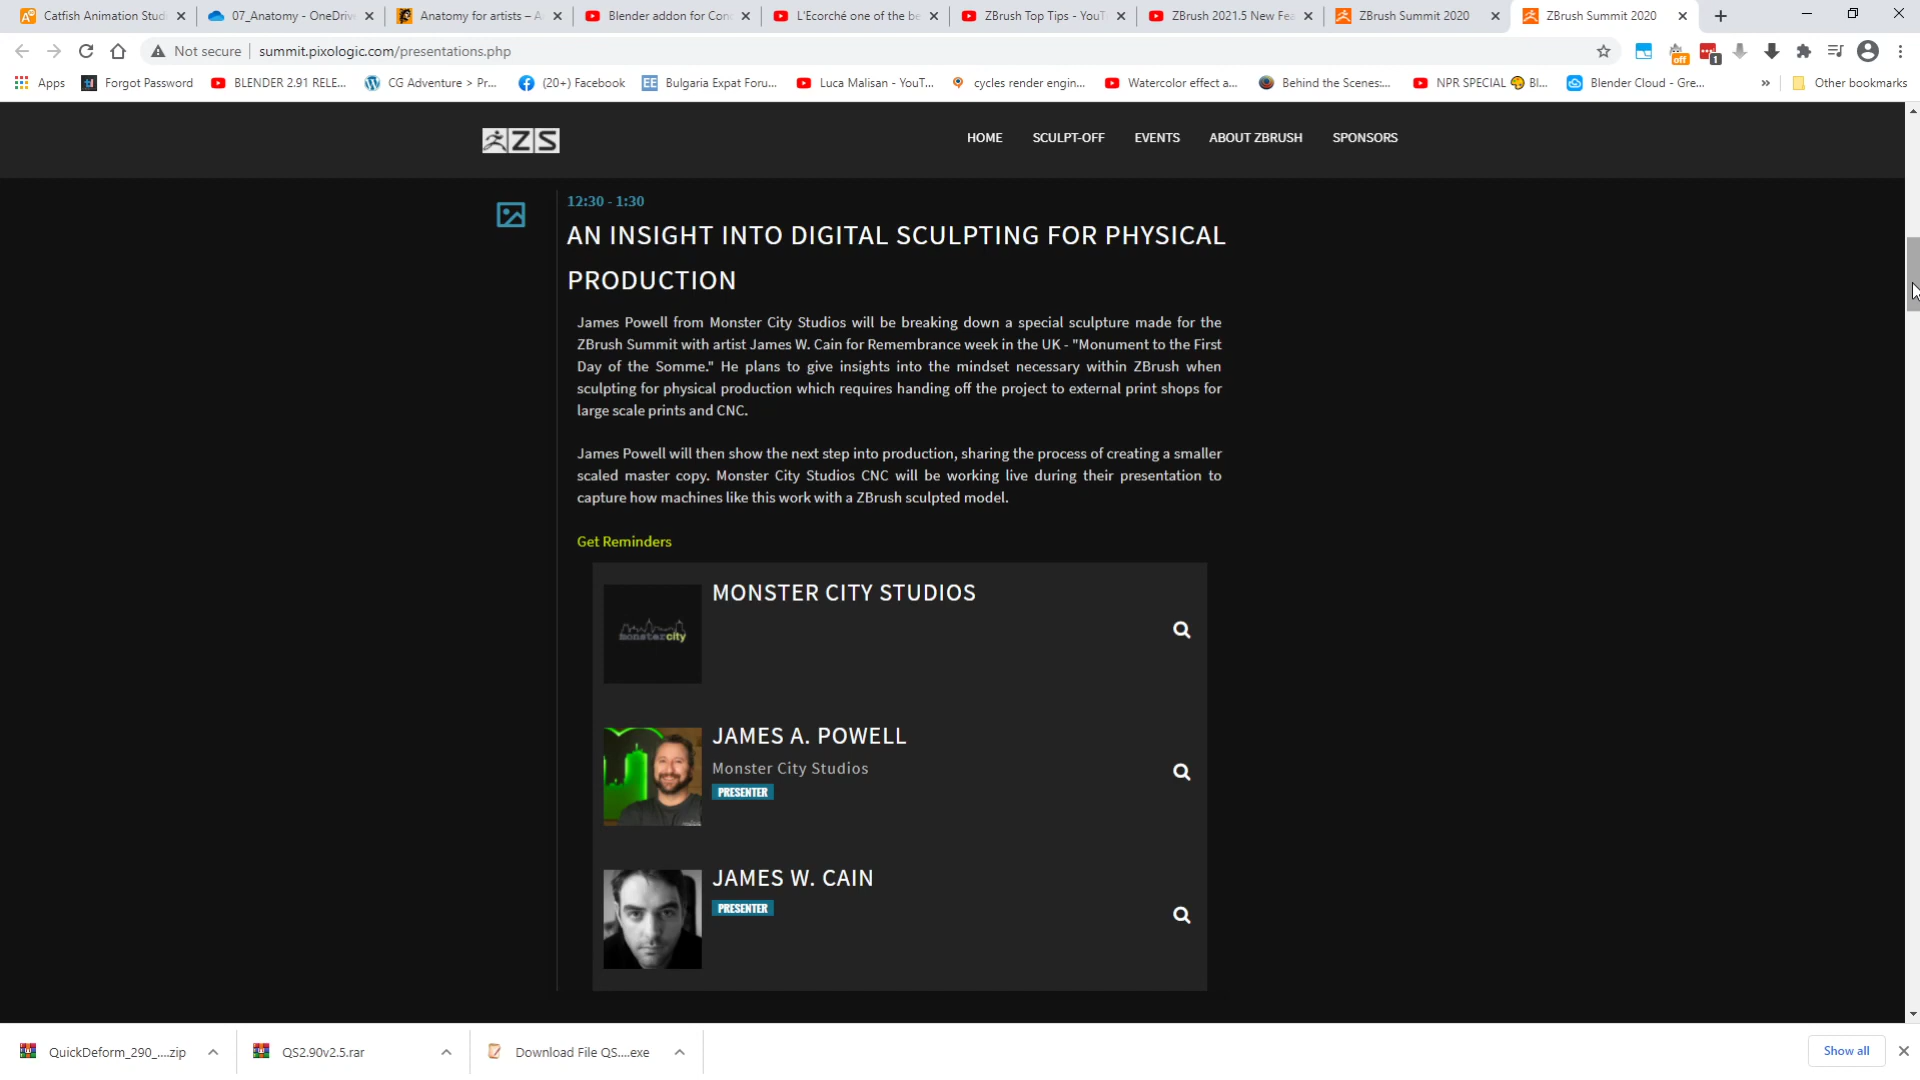 Catfish Animation Stud
07_Anatomy - OneDrive
Anatomy for artists – A
Blender addon for Con
L'Ecorché one of the be
ZBrush Top Tips - YouT
ZBrush 2021.5 New Fea
ZBrush Summit 2020
ZBrush Summit 2020
Not secure
summit.pixologic.com/presentations.php
off
1
Apps
Forgot Password
BLENDER 2.91 RELE...
CG Adventure > Pr...
(20+) Facebook
EE
Bulgaria Expat Foru...
Luca Malisan - YouT...
cycles render engin...
Watercolor effect a...
Behind the Scenes:...
NPR SPECIAL Bl...
Blender Cloud - Gre...
»
Other bookmarks
ZS
HOME
SCULPT-OFF
EVENTS
ABOUT ZBRUSH
SPONSORS
12:30 - 1:30
AN INSIGHT INTO DIGITAL SCULPTING FOR PHYSICAL
PRODUCTION
James Powell from Monster City Studios will be breaking down a special sculpture made for the
ZBrush Summit with artist James W. Cain for Remembrance week in the UK - "Monument to the First
Day of the Somme." He plans to give insights into the mindset necessary within ZBrush when
sculpting for physical production which requires handing off the project to external print shops for
large scale prints and CNC.
James Powell will then show the next step into production, sharing the process of creating a smaller
scaled master copy. Monster City Studios CNC will be working live during their presentation to
capture how machines like this work with a ZBrush sculpted model.
Get Reminders
monstercity
MONSTER CITY STUDIOS
JAMES A. POWELL
Monster City Studios
PRESENTER
JAMES W. CAIN
PRESENTER
QuickDeform_290_....zip
QS2.90v2.5.rar
Download File QS....exe
Show all